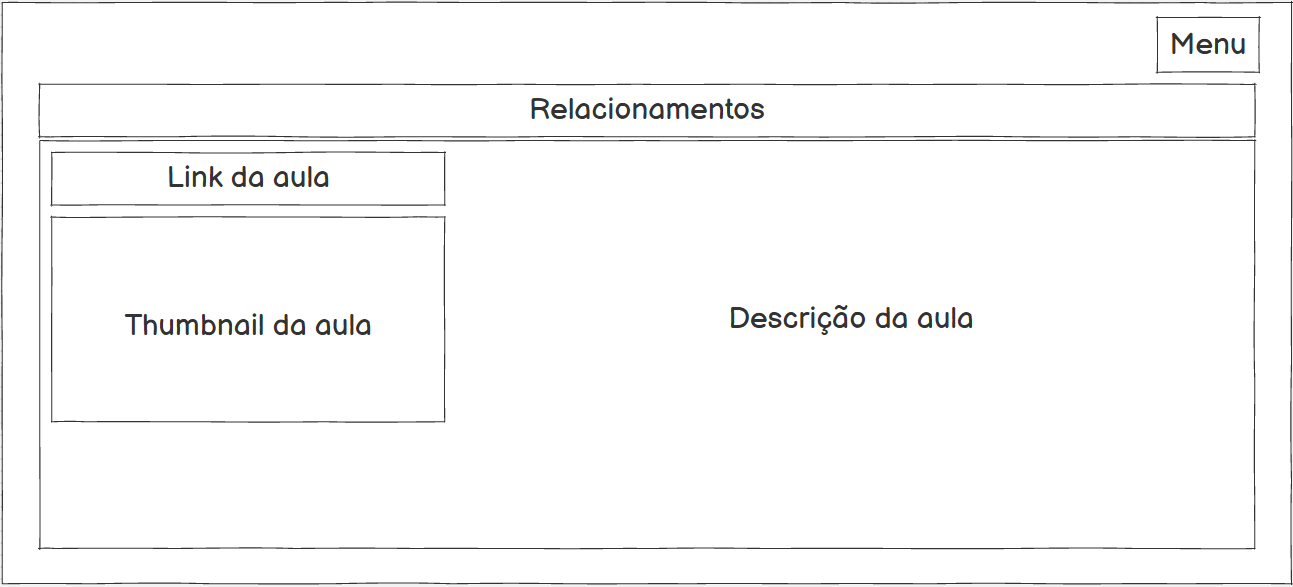 Menu
Relacionamentos
Link da aula
Thumbnail da aula
Descrição da aula